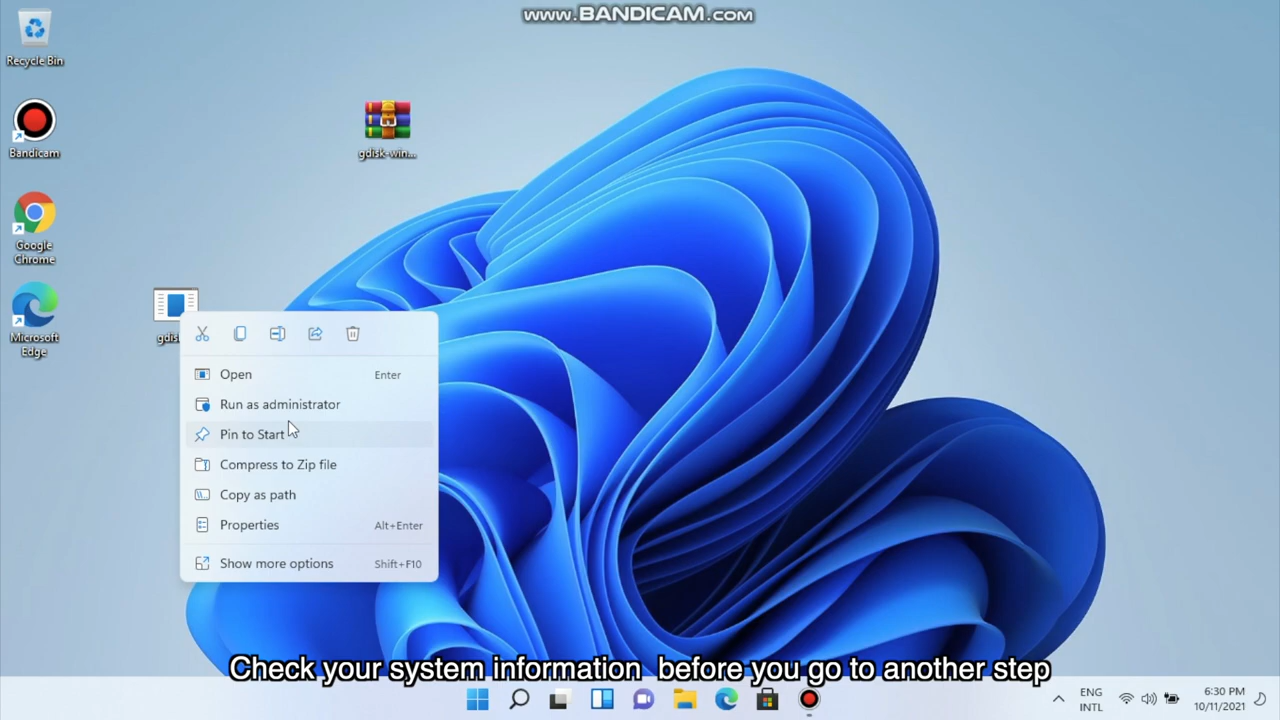 www.BANDICAM.com
Recycle Bin
Bandicam
gdisk-win...
Google
Chrome
Microsoft
Edge
Open Enter
Run as administrator
Pin to Start
Compress to Zip file
Copy as path
Properties Alt+Enter
Show more options Shift+F10
Check your system information before you go to another step
ENG
INTL
6:30 PM
10/11/2021